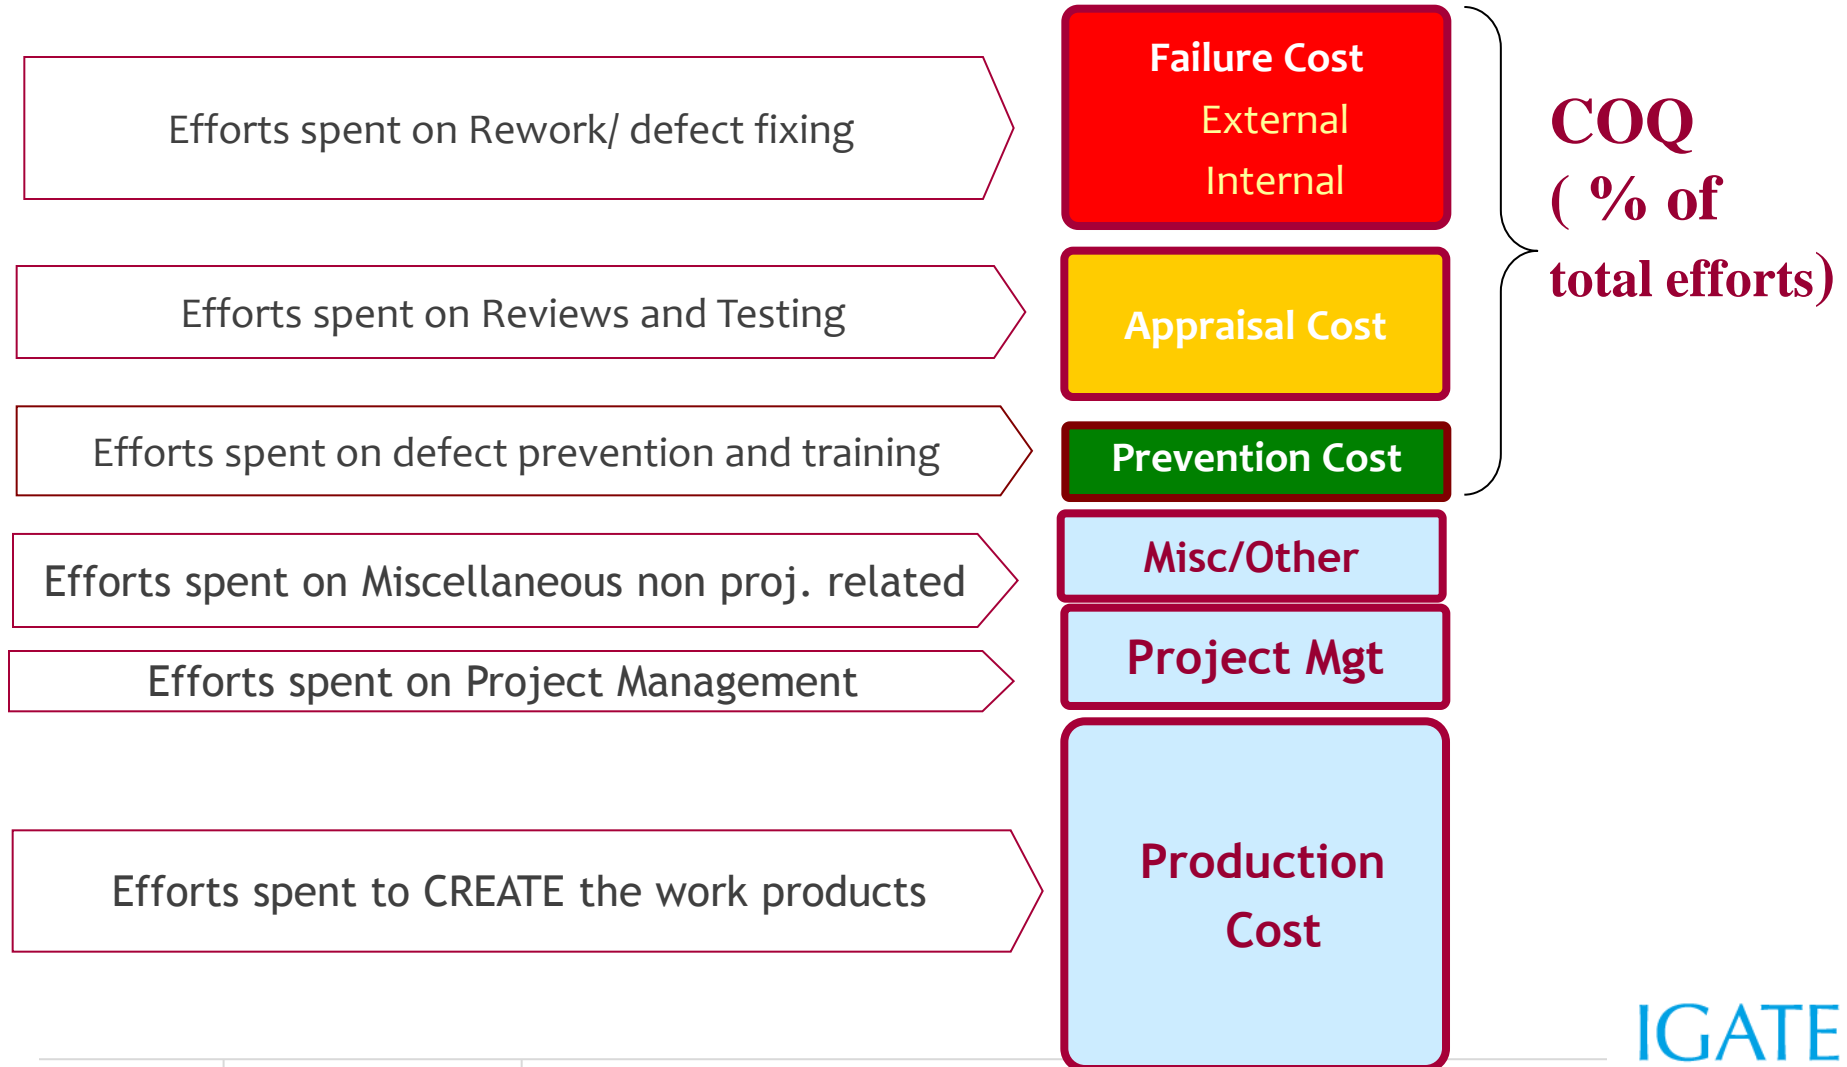 Efforts spent on Rework/ defect fixing
Failure Cost
External
Internal
COQ
( % of
total efforts)
Efforts spent on Reviews and Testing
Appraisal Cost
Efforts spent on defect prevention and training
Prevention Cost
Efforts spent on Miscellaneous non proj. related
Misc/Other
Efforts spent on Project Management
Project Mgt
Efforts spent to CREATE the work products
Production
Cost
IGATE